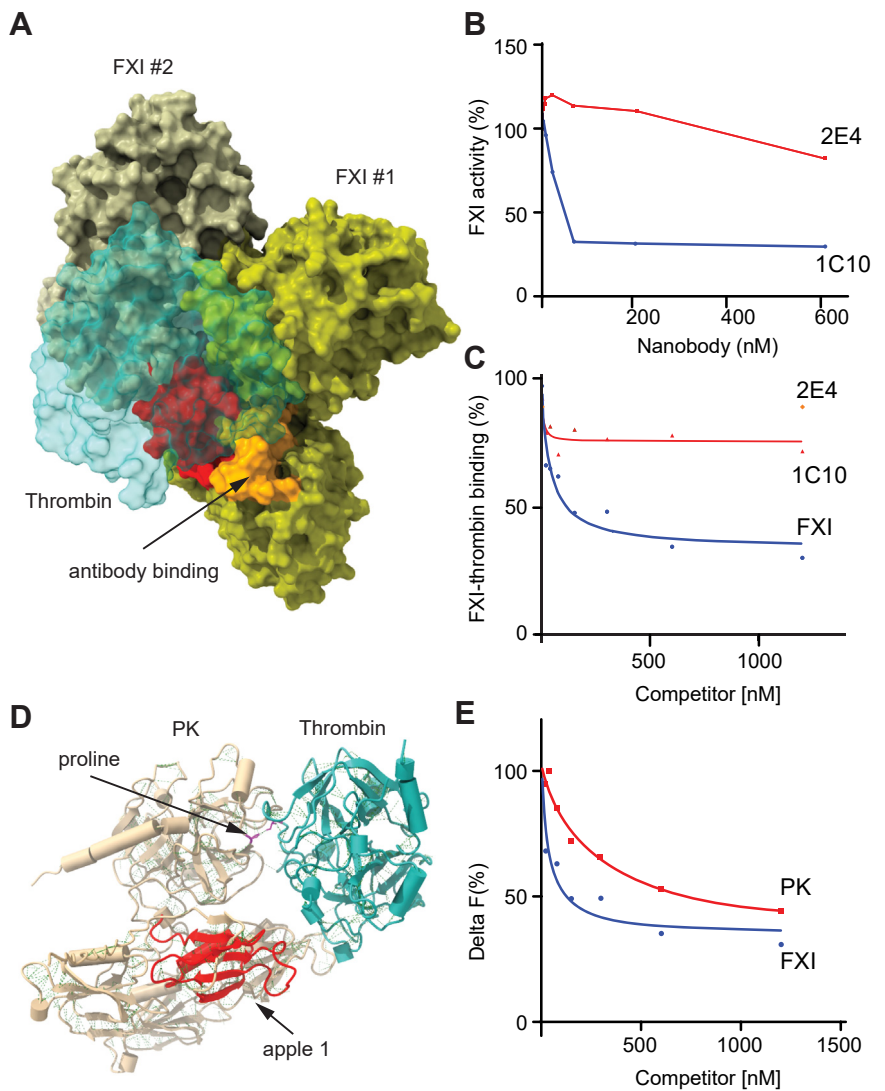 A
FXI #2
FXI #1
Thrombin
antibody binding
B
150
100
50
0
FXI activity (%)
200
400
600
Nanobody (nM)
2E4
1C10
C
100
50
0
FXI-thrombin binding (%)
500
1000
Competitor [nM]
2E4
1C10
FXI
D
PK
Thrombin
proline
apple 1
E
100
50
0
Delta F(%)
500
1000
1500
Competitor [nM]
PK
FXI